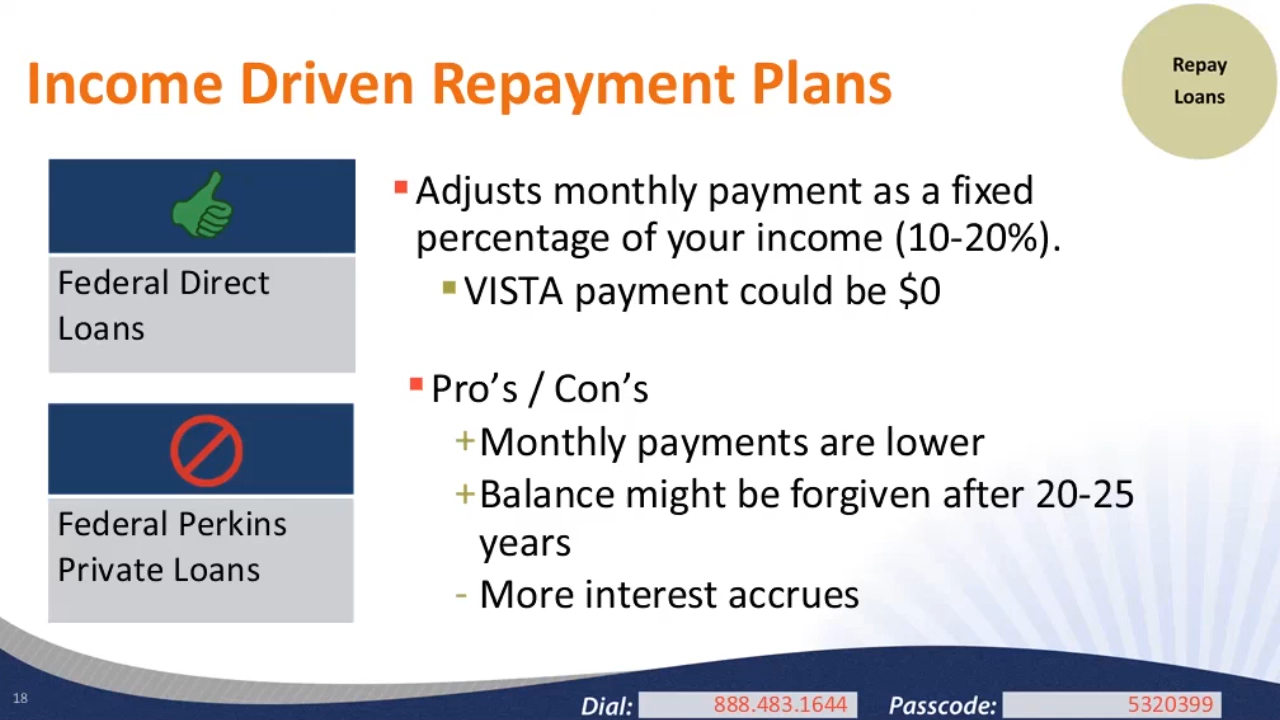 Income Driven Repayment Plans
Repay
Loans
Federal Direct
Loans
Federal Perkins
Private Loans
▪Adjusts monthly payment as a fixed
percentage of your income (10-20%).
▪VISTA payment could be $0
▪Pro’s / Con’s
+Monthly payments are lower
+Balance might be forgiven after 20-25
years
- More interest accrues
18
Dial: 888.483.1644 Passcode: 5320399